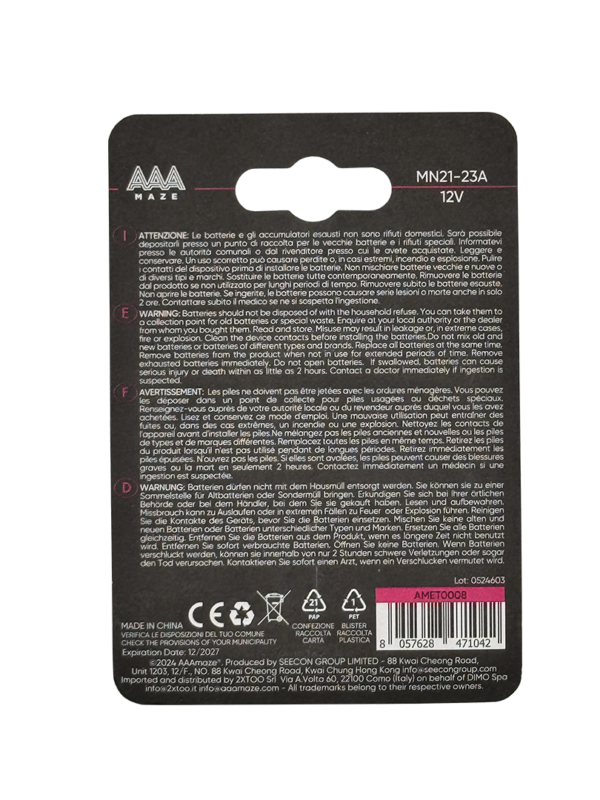 AAA
MAZE
MN21-23A
12V
I ATTENZIONE: Le batterie e gli accumulatori esausti non sono rifiuti domestici. Sarà possibile
depositarli presso un punto di raccolta per le vecchie batterie e i rifiuti speciali. Informatevi
presso le autorità comunali o dal rivenditore presso cui le avete acquistate. Leggere e
conservare. Un uso scorretto può causare perdite o, in casi estremi, incendio e esplosione. Pulire
i contatti del dispositivo prima di installare le batterie. Non mischiare batterie vecchie e nuove o
di diversi tipi e marchi. Sostituire le batterie tutte contemporaneamente. Rimuovere le batterie
dal prodotto se non utilizzato per lunghi periodi di tempo. Rimuovere subito le batterie esauste.
Non aprire le batterie. Se ingerite, le batterie possono causare serie lesioni o morte anche in solo
2 ore. Contattare subito il medico se ne si sospetta l'ingestione.
E WARNING: Batteries should not be disposed of with the household refuse. You can take them to
a collection point for old batteries or special waste. Enquire at your local authority or the dealer
from whom you bought them. Read and store. Misuse may result in leakage or, in extreme cases,
fire or explosion. Clean the device contacts before installing the batteries.Do not mix old and
new batteries or batteries of different types and brands. Replace all batteries at the same time.
Remove batteries from the product when not in use for extended periods of time. Remove
exhausted batteries immediately. Do not open batteries. If swallowed, batteries can cause
serious injury or death within as little as 2 hours. Contact a doctor immediately if ingestion is
suspected.
F AVERTISSEMENT: Les piles ne doivent pas être jetées avec les ordures ménagères. Vous pouvez
les déposer dans un point de collecte pour piles usagées ou déchets spéciaux.
Renseignez-vous auprès de votre autorité locale ou du revendeur auprès duquel vous les avez
achetées. Lisez et conservez ce mode d'emploi. Une mauvaise utilisation peut entraîner des
fuites ou, dans des cas extrêmes, un incendie ou une explosion. Nettoyez les contacts de
l'appareil avant d'installer les piles.Ne mélangez pas les piles anciennes et nouvelles ou les piles
de types et de marques différentes. Remplacez toutes les piles en même temps. Retirez les piles
du produit lorsqu'il n'est pas utilisé pendant de longues périodes. Retirez immédiatement les
piles épuisées. N'ouvrez pas les piles. Si elles sont avalées, les piles peuvent causer des blessures
graves ou la mort en seulement 2 heures. Contactez immédiatement un médecin si une
ingestion est suspectée.
D WARNUNG: Batterien dürfen nicht mit dem Hausmüll entsorgt werden. Sie können sie zu einer
Sammelstelle für Altbatterien oder Sondermüll bringen. Erkundigen Sie sich bei Ihrer örtlichen
Behörde oder bei dem Händler, bei dem Sie sie gekauft haben. Lesen und aufbewahren.
Missbrauch kann zu Auslaufen oder in extremen Fällen zu Feuer oder Explosion führen. Reinigen
Sie die Kontakte des Geräts, bevor Sie die Batterien einsetzen. Mischen Sie keine alten und
neuen Batterien oder Batterien unterschiedlicher Typen und Marken. Ersetzen Sie alle Batterien
gleichzeitig. Entfernen Sie die Batterien aus dem Produkt, wenn es längere Zeit nicht benutzt
wird. Entfernen Sie sofort verbrauchte Batterien. Öffnen Sie keine Batterien. Wenn Batterien
verschluckt werden, können sie innerhalb von nur 2 Stunden schwere Verletzungen oder sogar
den Tod verursachen. Kontaktieren Sie sofort einen Arzt, wenn ein Verschlucken vermutet wird.
Lot: 0524603
AMET0008
MADE IN CHINA
CE
21
PAP
CONFEZIONE
RACCOLTA
CARTA
1
PET
BLISTER
RACCOLTA
PLASTICA
8 057628 471042
VERIFICA LE DISPOSIZIONI DEL TUO COMUNE
CHECK THE PROVISIONS OF YOUR MUNICIPALITY
Expiration Date: 12/2027
©2024 AAAmaze®. Produced by SEECON GROUP LIMITED - 88 Kwai Cheong Road,
Unit 1203, 12/F., NO. 88 Kwai Cheong Road, Kwai Chung Hong Kong info@seecongroup.com
Imported and distributed by 2XTOO Srl Via A.Volta 60, 22100 Como (Italy) on behalf of DIMO Spa
info@2xtoo.it info@aaamaze.com - All trademarks belong to their respective owners.